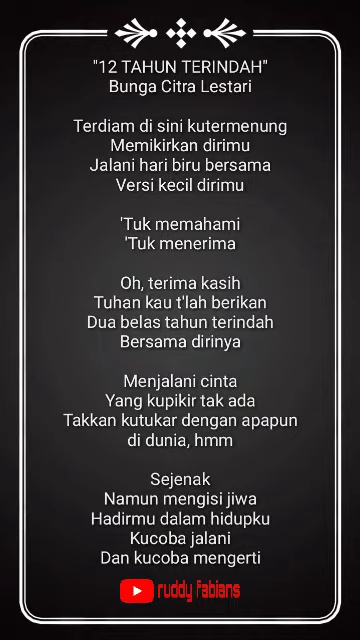 "12 TAHUN TERINDAH"
Bunga Citra Lestari
Terdiam di sini kutermenung
Memikirkan dirimu
Jalani hari biru bersama
Versi kecil dirimu
'Tuk memahami
'Tuk menerima
Oh, terima kasih
Tuhan kau t'lah berikan
Dua belas tahun terindah
Bersama dirinya
Menjalani cinta
Yang kupikir tak ada
Takkan kutukar dengan apapun
di dunia, hmm
Sejenak
Namun mengisi jiwa
Hadirmu dalam hidupku
Kucoba jalani
Dan kucoba mengerti
ruddy fabians